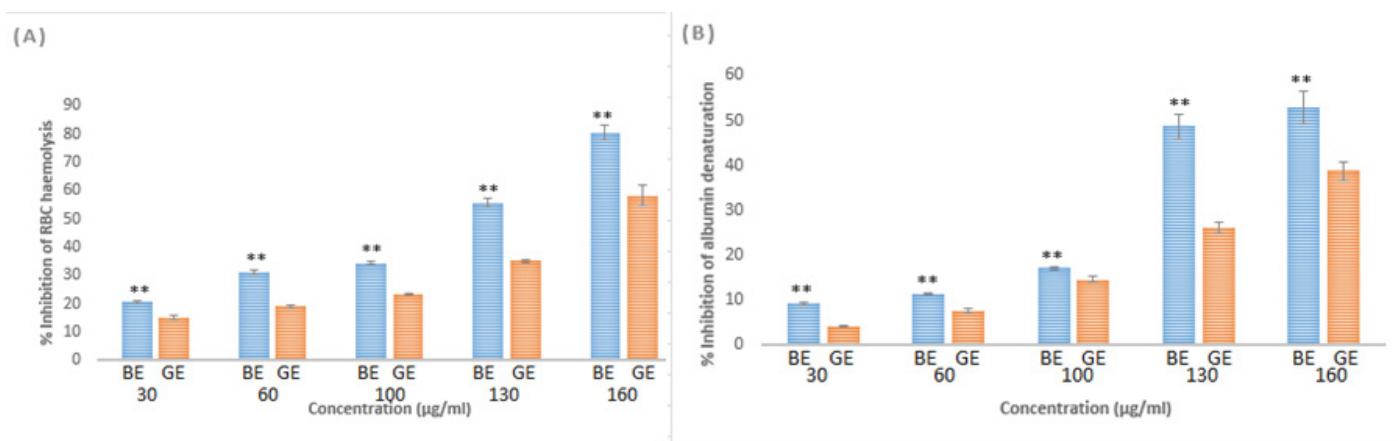 (A)
% Inhibition of RBC haemolysis
90
80
70
60
50
40
30
20
10
0
** ** ** ** **
BE GE BE GE BE GE BE GE BE GE
30 60 100 130 160
Concentration (µg/ml)
(B)
% Inhibition of albumin denaturation
60
50
40
30
20
10
0
** ** ** ** **
BE GE BE GE BE GE BE GE BE GE
30 60 100 130 160
Concentration (µg/ml)